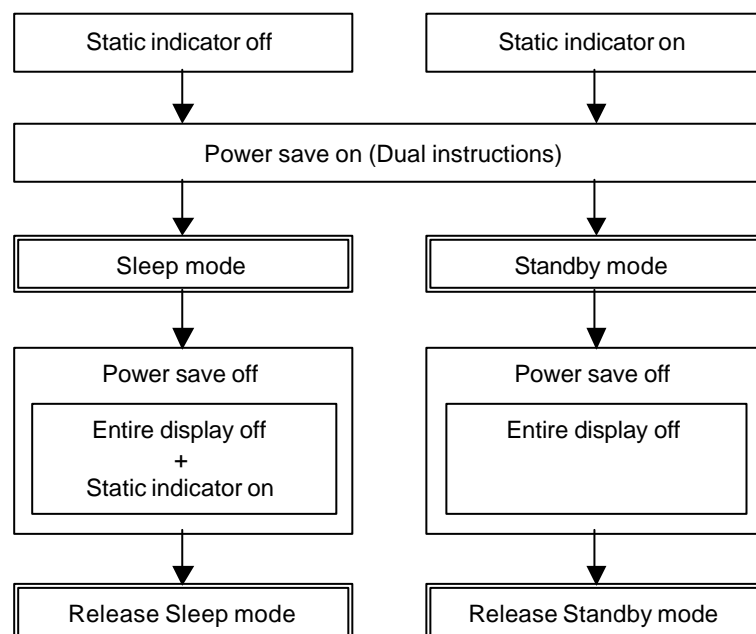 Static indicator off
Static indicator on
Power save on (Dual instructions)
Sleep mode
Standby mode
Power save off
Entire display off
+
Static indicator on
Power save off
Entire display off
Release Sleep mode
Release Standby mode